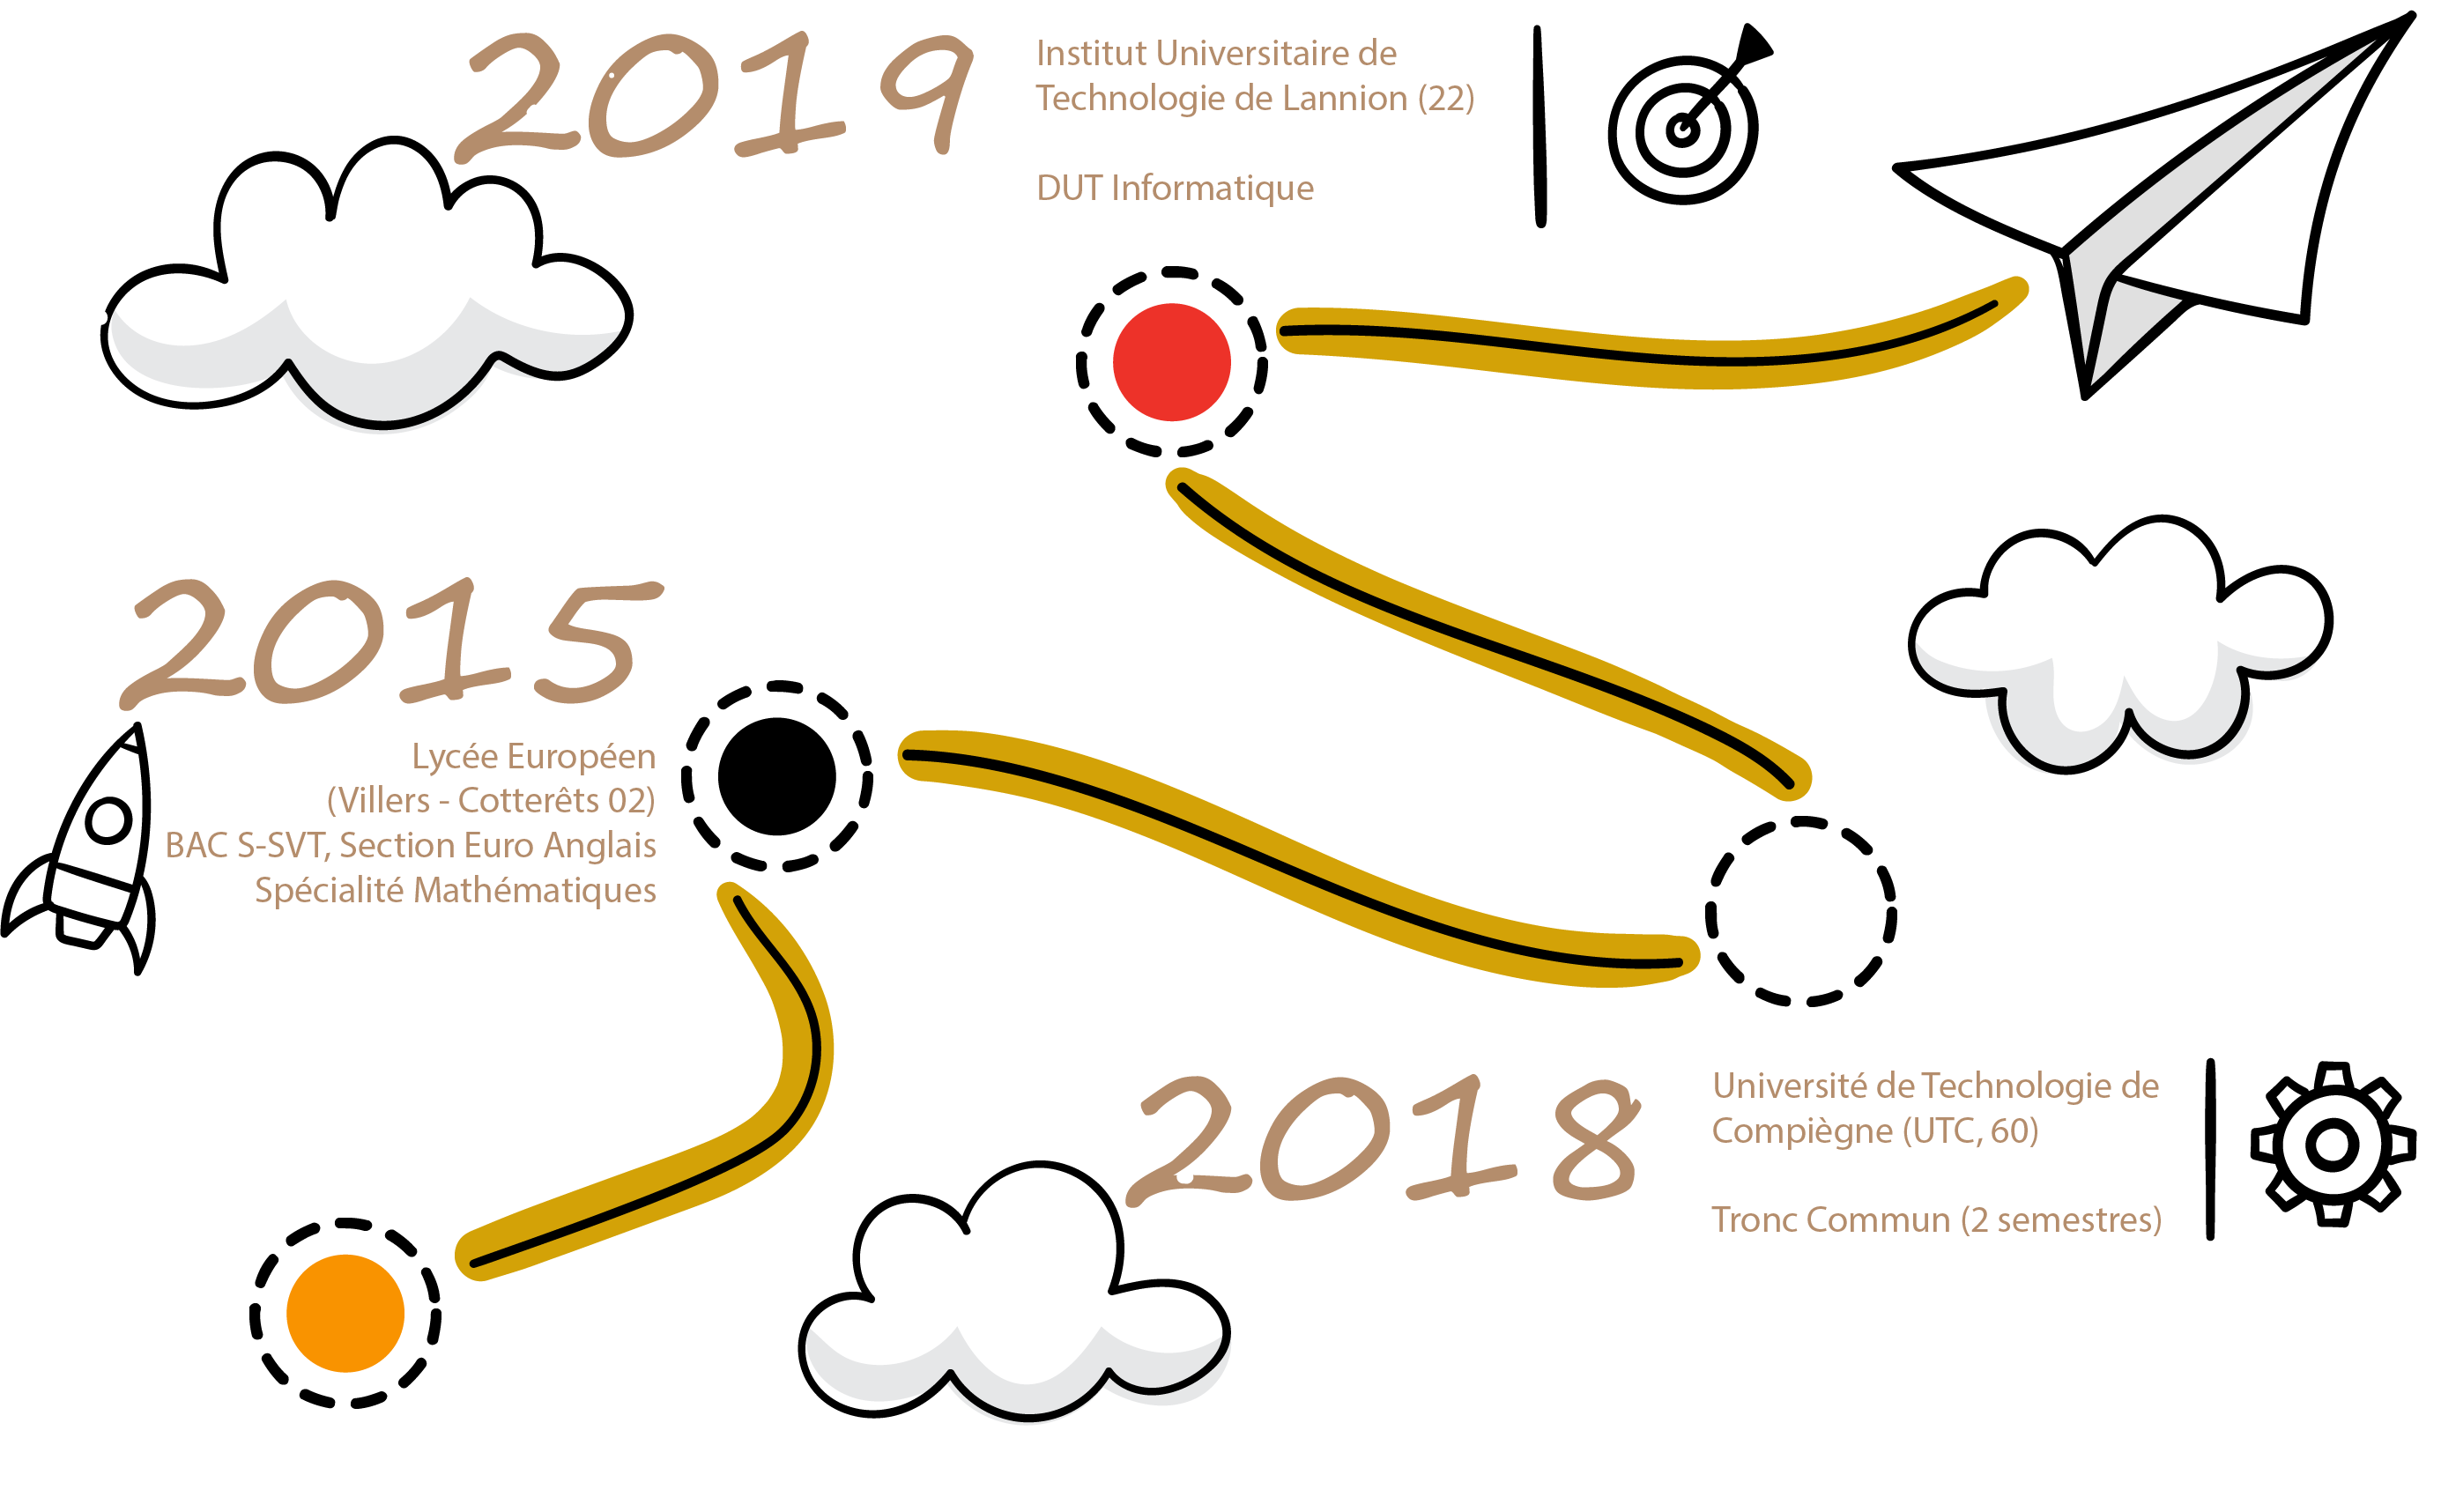 2019
Institut Universitaire de
Technologie de Lannion (22)
DUT Informatique
2015
Lycée Européen
(Villers - Cotterêts 02)
BAC S-SVT, Section Euro Anglais
Spécialité Mathématiques
2018
Université de Technologie de
Compiègne (UTC, 60)
Tronc Commun (2 semestres)